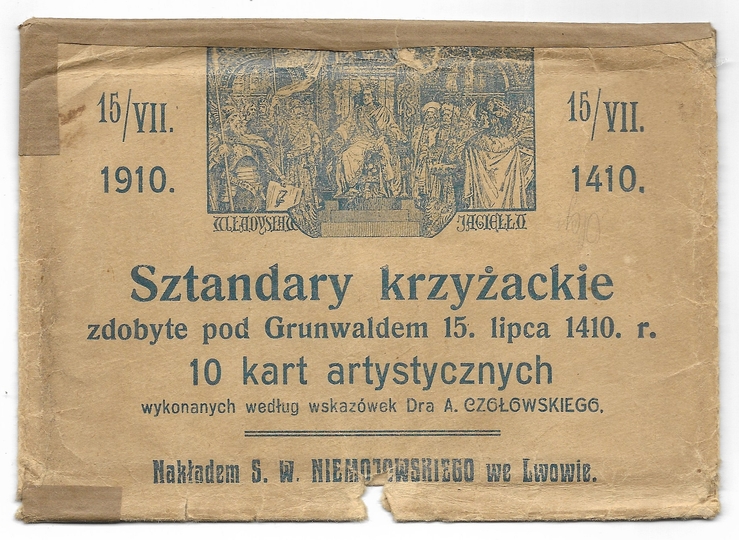 15/VII.
1910.
15/VII.
1410.
WŁADYSŁAW JAGIEŁŁO
Sztandary krzyżackie
zdobyte pod Grunwaldem 15. lipca 1410. r.
10 kart artystycznych
wykonanych według wskazówek Dra A. CZOŁOWSKIEGO.
Nakładem S. W. NIEMOJOWSKIEGO we Lwowie.